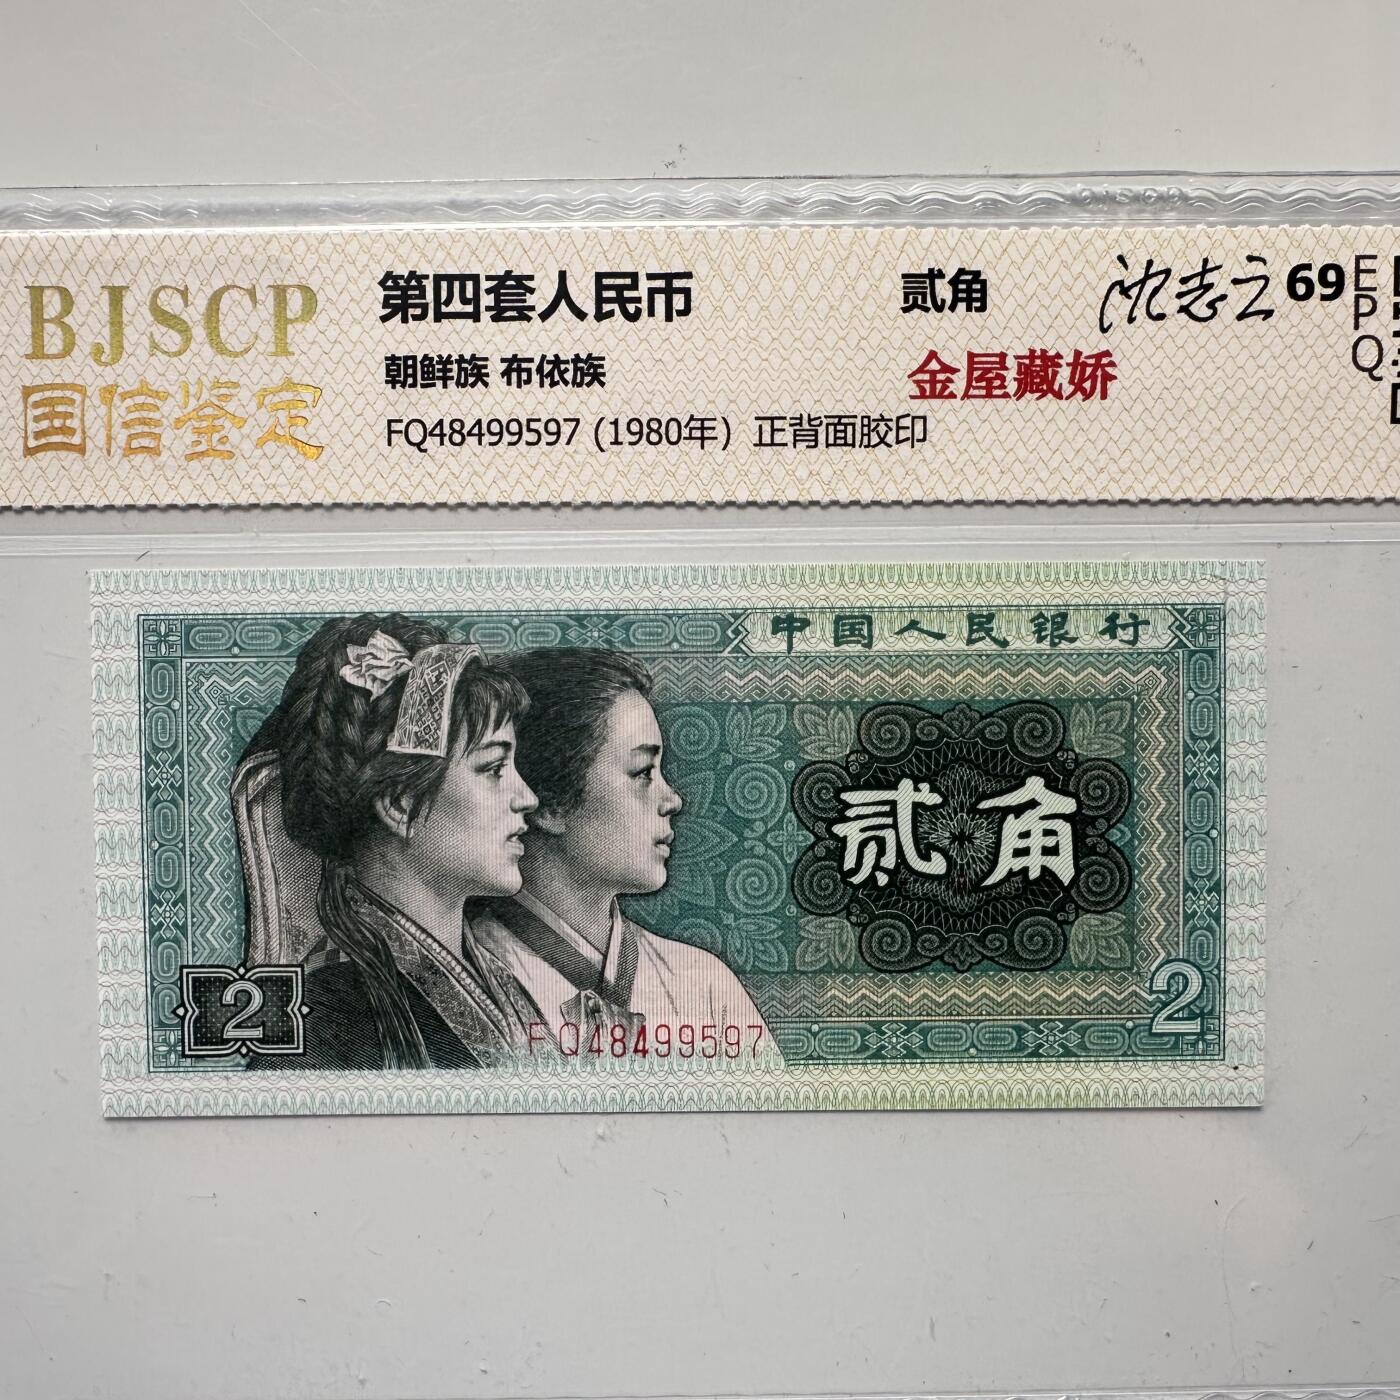 BJSCP
国信鉴定
第四套人民币 贰角 沈志云 69 EPQ
朝鲜族 布依族 金屋藏娇
FQ48499597 (1980年) 正背面胶印
中国人民银行
贰角
2
2
FQ48499597